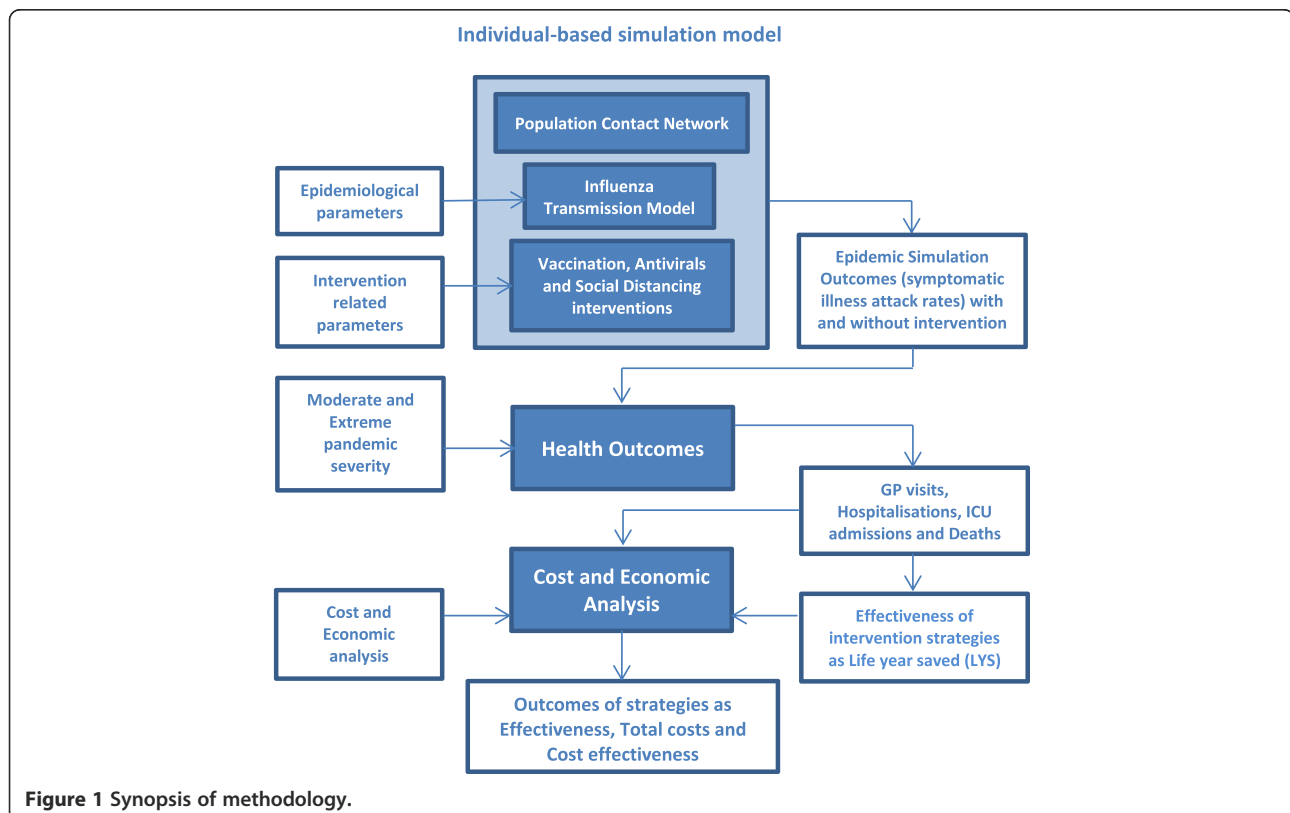 Individual-based simulation model
Population Contact Network
Epidemiological
parameters
Influenza
Transmission Model
Intervention
related
parameters
Vaccination, Antivirals
and Social Distancing
interventions
Epidemic Simulation
Outcomes (symptomatic
illness attack rates) with
and without intervention
Moderate and
Extreme
pandemic
severity
Health Outcomes
GP visits,
Hospitalisations, ICU
admissions and Deaths
Cost and Economic
Analysis
Cost and
Economic
analysis
Effectiveness of
intervention strategies
as Life year saved (LYS)
Outcomes of strategies as
Effectiveness, Total costs and
Cost effectiveness
Figure 1 Synopsis of methodology.